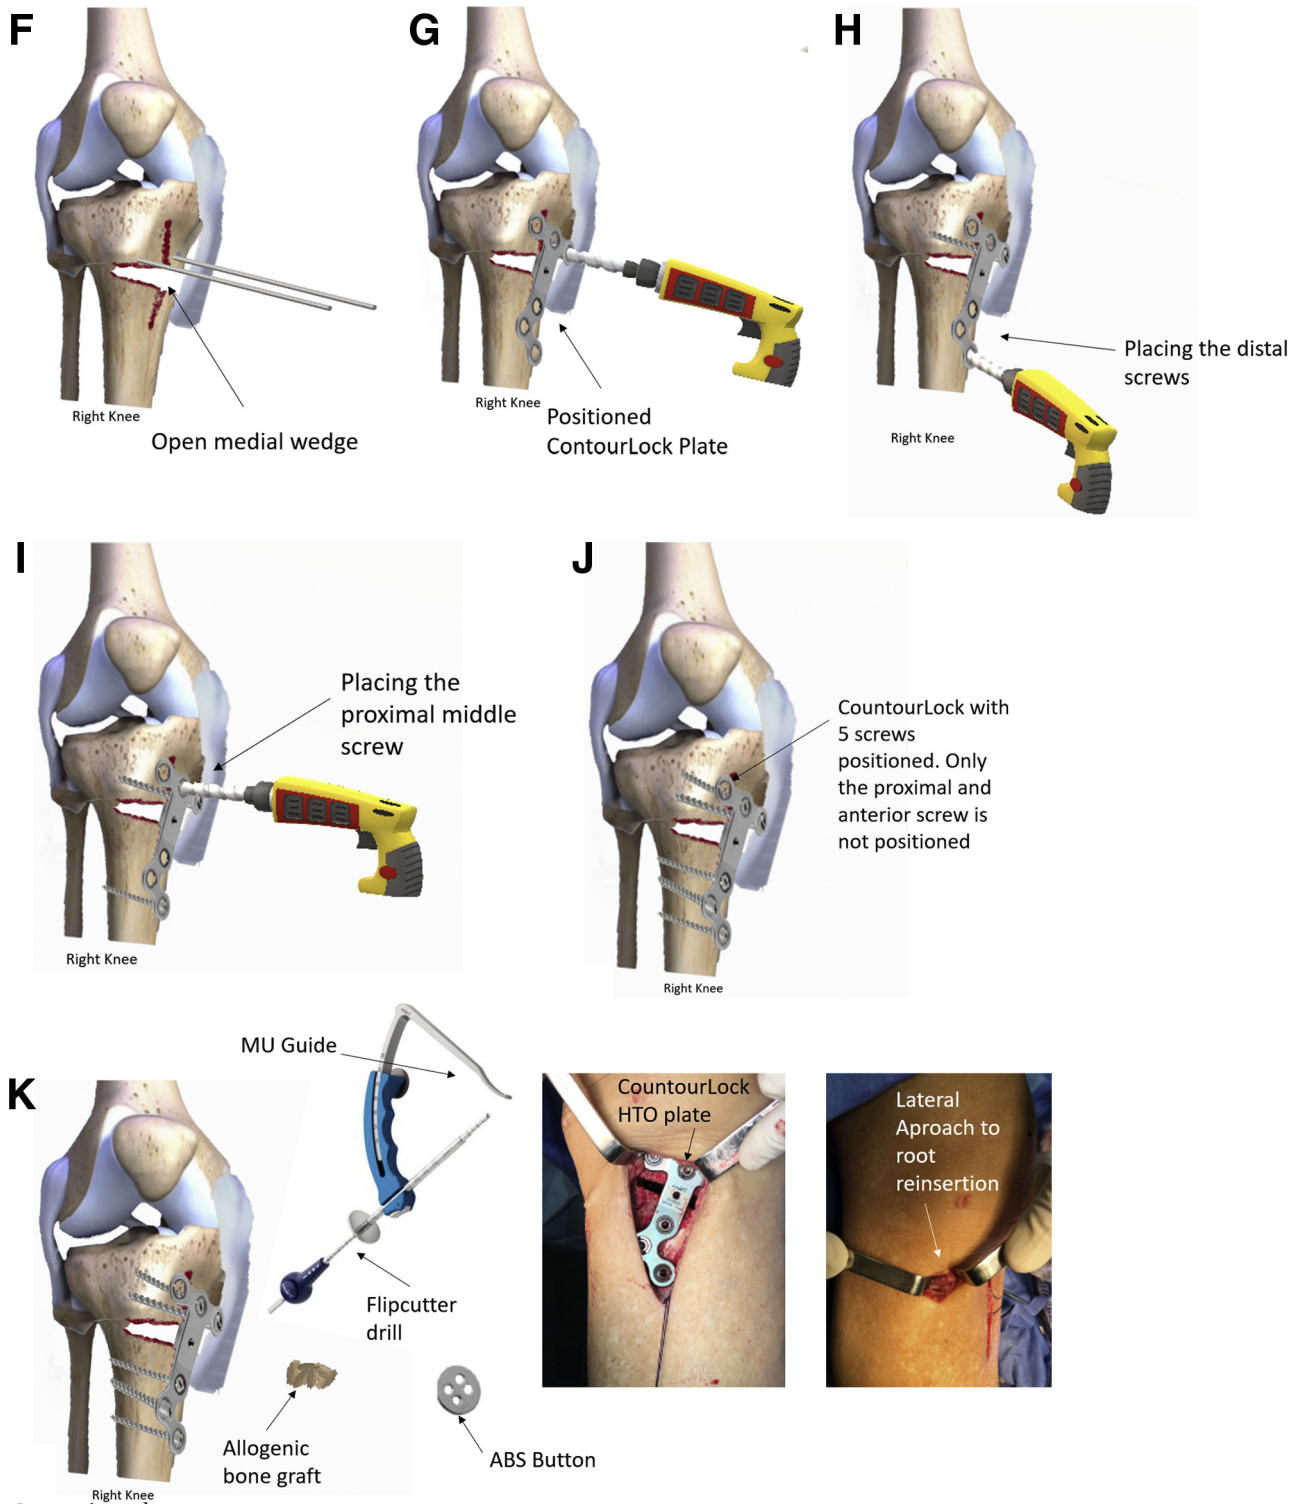 F
G
H
Placing the distal
screws
Right Knee
Open medial wedge
Right Knee
Positioned
ContourLock Plate
Right Knee
I
J
Placing the
proximal middle
screw
Right Knee
CountourLock with
5 screws
positioned. Only
the proximal and
anterior screw is
not positioned
Right Knee
K
MU Guide
Flipcutter
drill
Allogenic
bone graft
ABS Button
Right Knee
CountourLock
HTO plate
Lateral
Aproach to
root
reinsertion